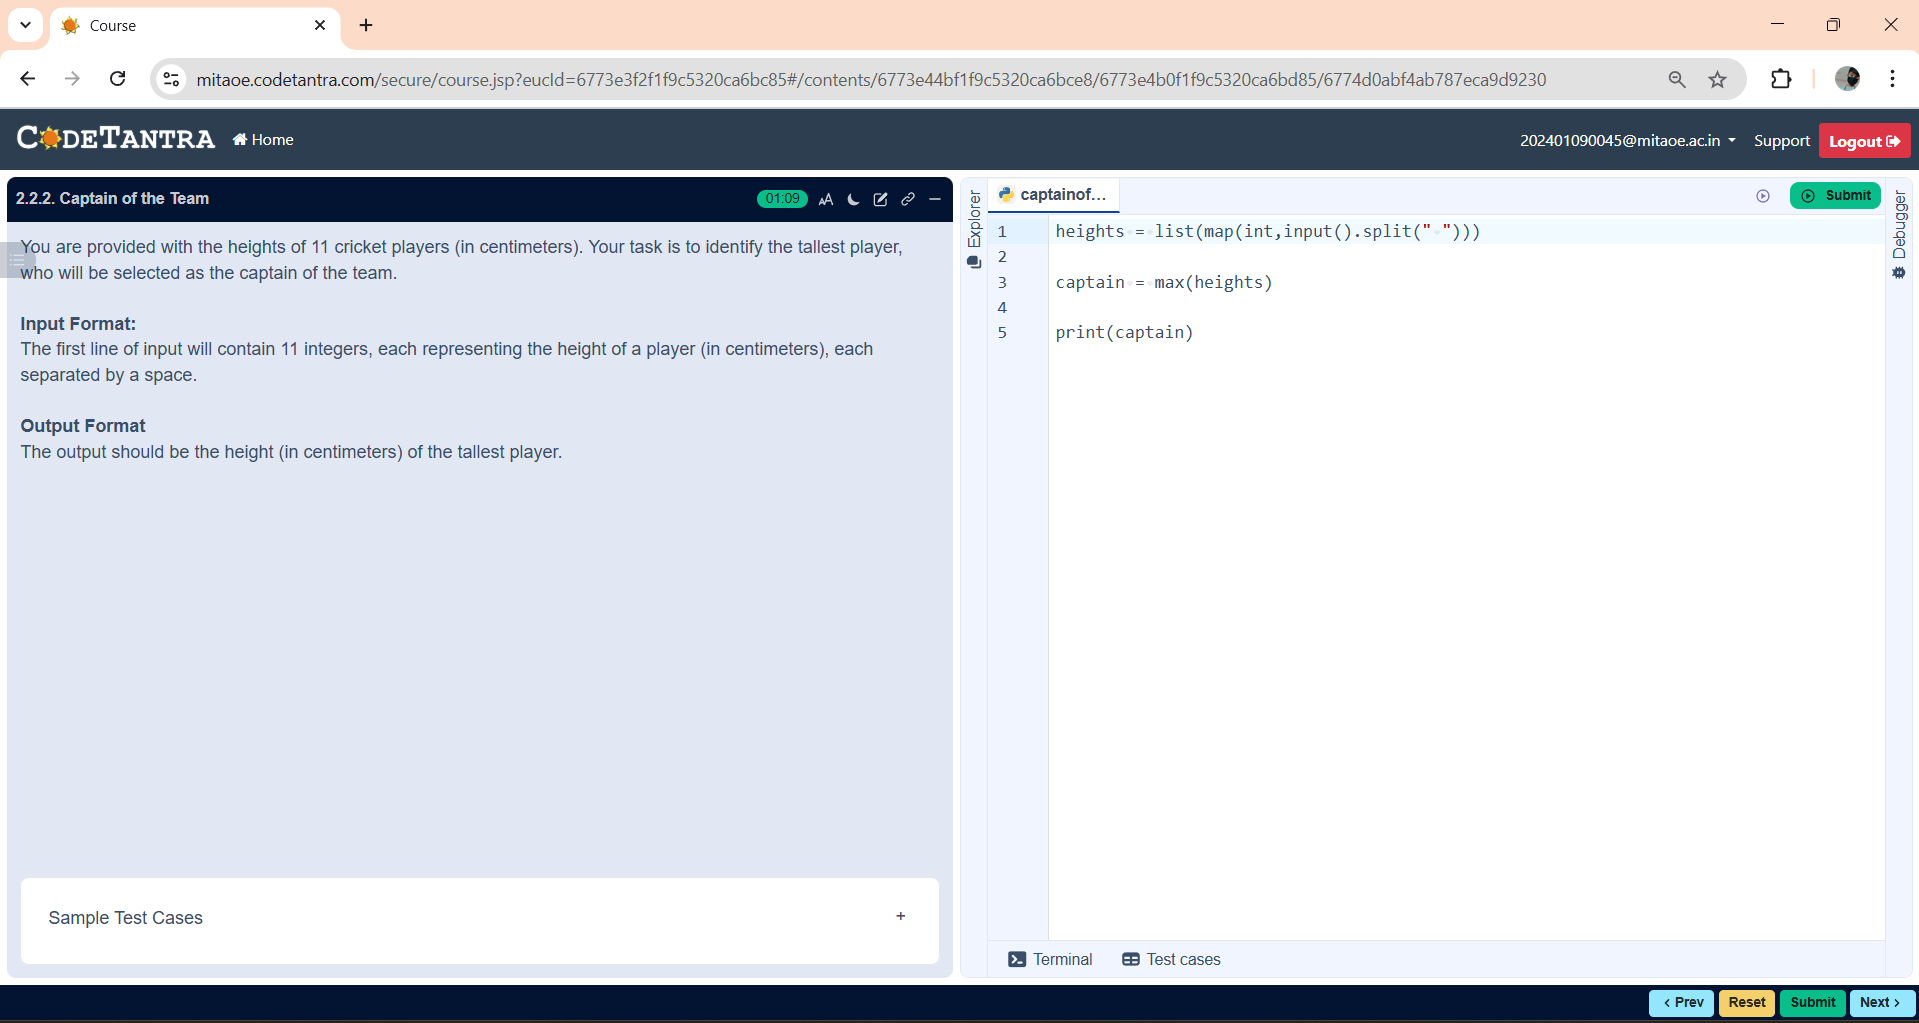 Course
mitaoe.codetantra.com/secure/course.jsp?eucId=6773e3f2f1f9c5320ca6bc85#/contents/6773e44bf1f9c5320ca6bce8/6773e4b0f1f9c5320ca6bd85/6774d0abf4ab787eca9d9230
CODETANTRA Home 202401090045@mitaoe.ac.in Support Logout
2.2.2. Captain of the Team 01:09 AA
You are provided with the heights of 11 cricket players (in centimeters). Your task is to identify the tallest player,
who will be selected as the captain of the team.
Input Format:
The first line of input will contain 11 integers, each representing the height of a player (in centimeters), each
separated by a space.
Output Format
The output should be the height (in centimeters) of the tallest player.
Sample Test Cases +
Explorer
captainof... Submit
1 heights = list(map(int,input().split(" ")))
2
3 captain = max(heights)
4
5 print(captain)
Debugger
Terminal Test cases
< Prev Reset Submit Next >